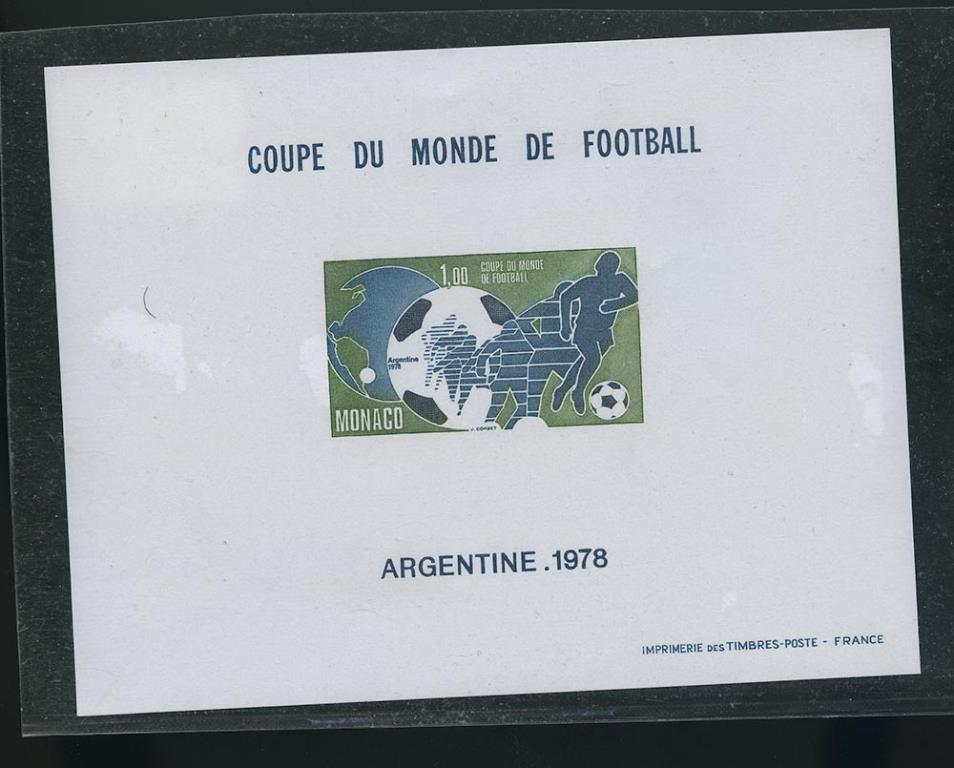 COUPE DU MONDE DE FOOTBALL
1,00
COUPE DU MONDE
DE FOOTBALL
Argentine
1978
MONACO
J. COMBET
ARGENTINE .1978
IMPRIMERIE DES TIMBRES-POSTE - FRANCE